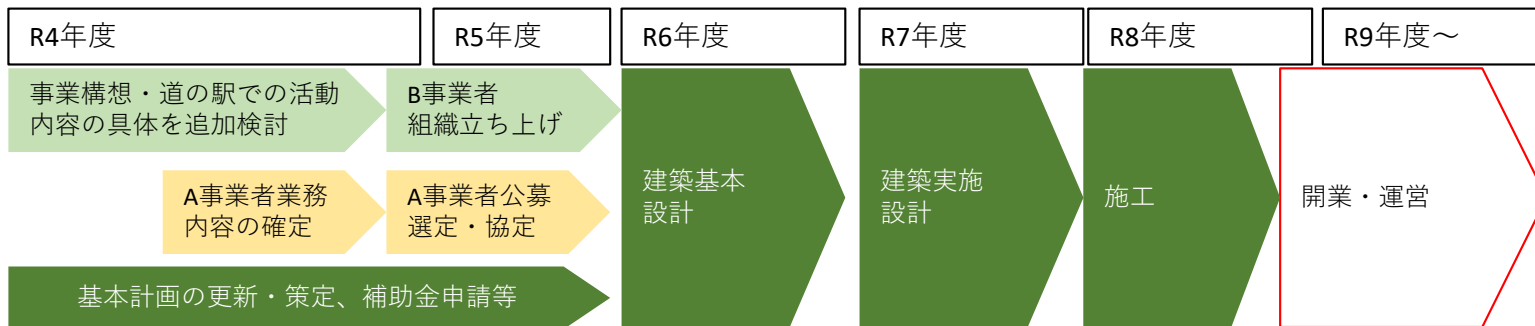 R4年度
R5年度
R6年度
R7年度
R8年度
R9年度～
事業構想・道の駅での活動
内容の具体を追加検討
B事業者
組織立ち上げ
A事業者業務
内容の確定
A事業者公募
選定・協定
基本計画の更新・策定、補助金申請等
建築基本
設計
建築実施
設計
施工
開業・運営